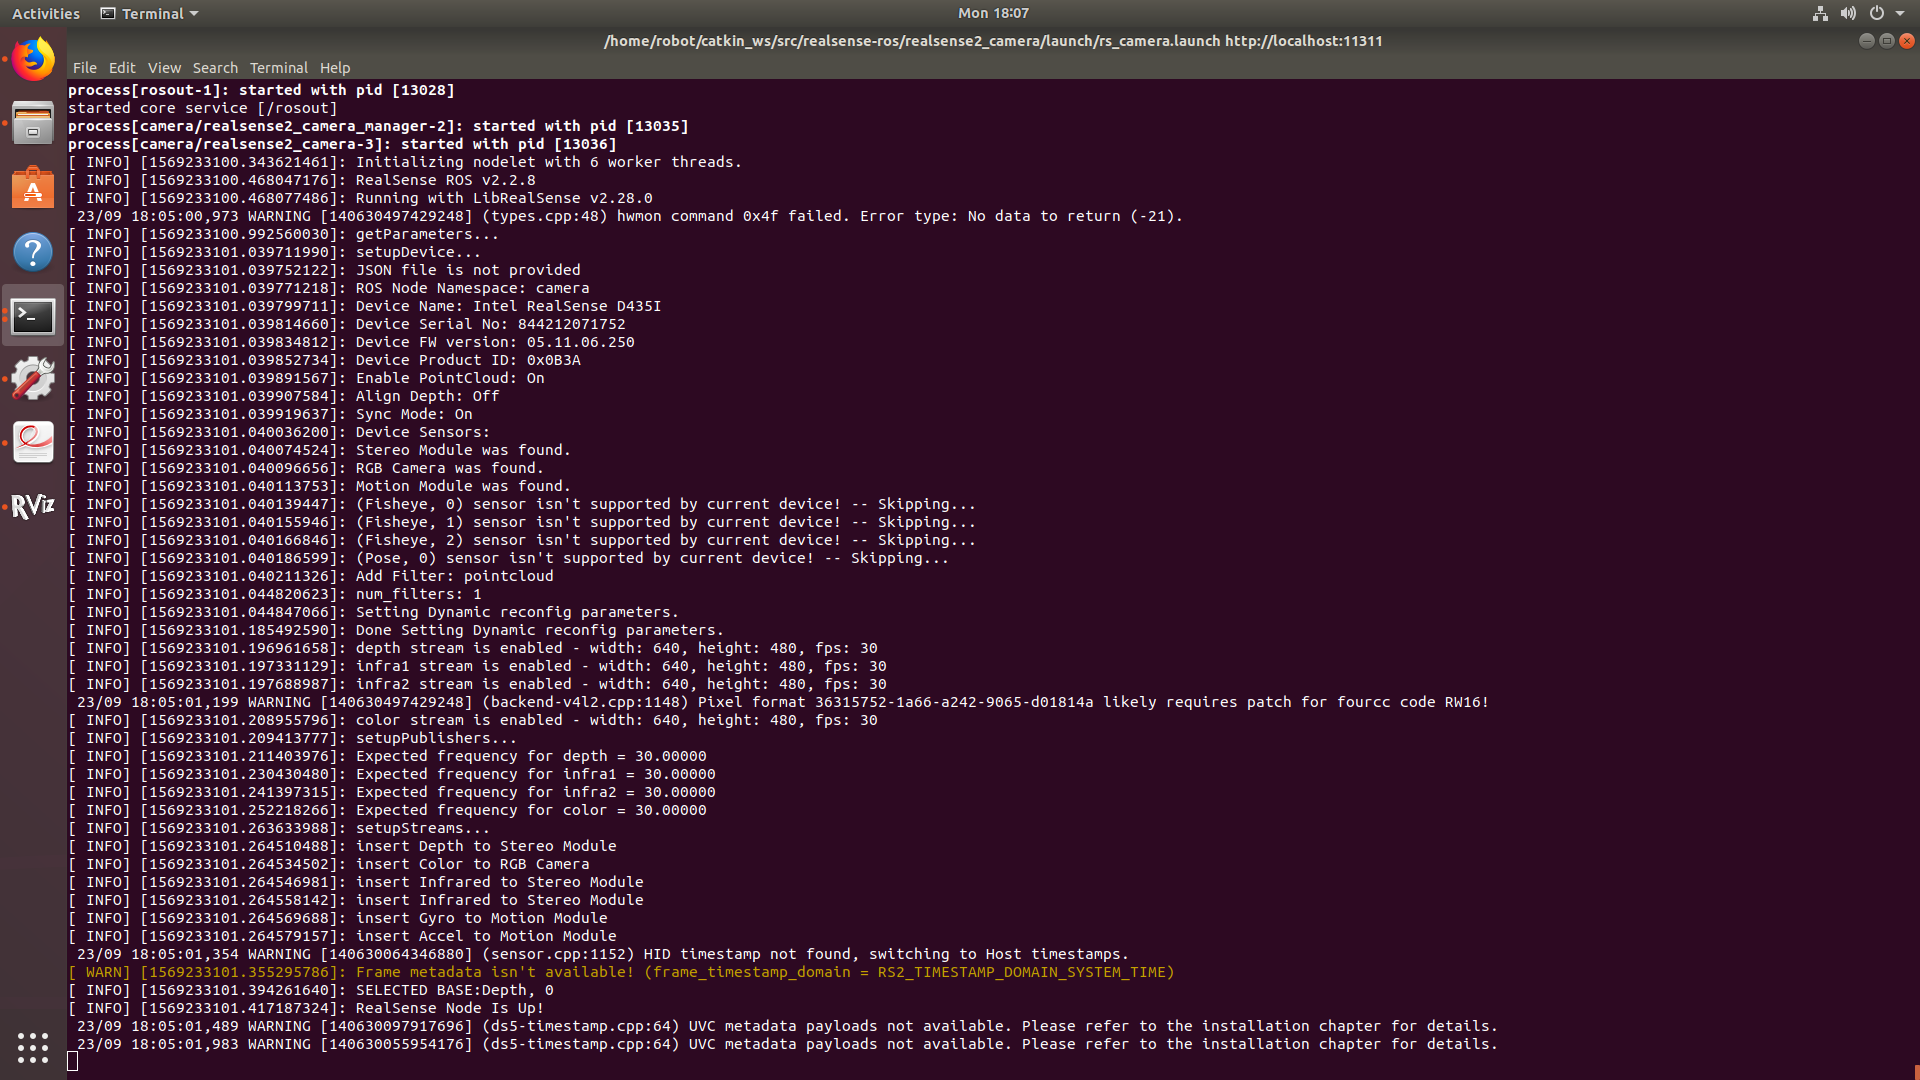 Activities Terminal Mon 18:07
/home/robot/catkin_ws/src/realsense-ros/realsense2_camera/launch/rs_camera.launch http://localhost:11311
File Edit View Search Terminal Help
process[rosout-1]: started with pid [13028]
started core service [/rosout]
process[camera/realsense2_camera_manager-2]: started with pid [13035]
process[camera/realsense2_camera-3]: started with pid [13036]
[ INFO] [1569233100.343621461]: Initializing nodelet with 6 worker threads.
[ INFO] [1569233100.468047176]: RealSense ROS v2.2.8
[ INFO] [1569233100.468077486]: Running with LibRealSense v2.28.0
23/09 18:05:00,973 WARNING [140630497429248] (types.cpp:48) hwmon command 0x4f failed. Error type: No data to return (-21).
[ INFO] [1569233100.992560030]: getParameters...
[ INFO] [1569233101.039711990]: setupDevice...
[ INFO] [1569233101.039752122]: JSON file is not provided
[ INFO] [1569233101.039771218]: ROS Node Namespace: camera
[ INFO] [1569233101.039799711]: Device Name: Intel RealSense D435I
[ INFO] [1569233101.039814660]: Device Serial No: 844212071752
[ INFO] [1569233101.039834812]: Device FW version: 05.11.06.250
[ INFO] [1569233101.039852734]: Device Product ID: 0x0B3A
[ INFO] [1569233101.039891567]: Enable PointCloud: On
[ INFO] [1569233101.039907584]: Align Depth: Off
[ INFO] [1569233101.039919637]: Sync Mode: On
[ INFO] [1569233101.040036200]: Device Sensors:
[ INFO] [1569233101.040074524]: Stereo Module was found.
[ INFO] [1569233101.040096656]: RGB Camera was found.
[ INFO] [1569233101.040113753]: Motion Module was found.
[ INFO] [1569233101.040139447]: (Fisheye, 0) sensor isn't supported by current device! -- Skipping...
[ INFO] [1569233101.040155946]: (Fisheye, 1) sensor isn't supported by current device! -- Skipping...
[ INFO] [1569233101.040166846]: (Fisheye, 2) sensor isn't supported by current device! -- Skipping...
[ INFO] [1569233101.040186599]: (Pose, 0) sensor isn't supported by current device! -- Skipping...
[ INFO] [1569233101.040211326]: Add Filter: pointcloud
[ INFO] [1569233101.044820623]: num_filters: 1
[ INFO] [1569233101.044847066]: Setting Dynamic reconfig parameters.
[ INFO] [1569233101.185492590]: Done Setting Dynamic reconfig parameters.
[ INFO] [1569233101.196961658]: depth stream is enabled - width: 640, height: 480, fps: 30
[ INFO] [1569233101.197331129]: infra1 stream is enabled - width: 640, height: 480, fps: 30
[ INFO] [1569233101.197688987]: infra2 stream is enabled - width: 640, height: 480, fps: 30
23/09 18:05:01,199 WARNING [140630497429248] (backend-v4l2.cpp:1148) Pixel format 36315752-1a66-a242-9065-d01814a likely requires patch for fourcc code RW16!
[ INFO] [1569233101.208955796]: color stream is enabled - width: 640, height: 480, fps: 30
[ INFO] [1569233101.209413777]: setupPublishers...
[ INFO] [1569233101.211403976]: Expected frequency for depth = 30.00000
[ INFO] [1569233101.230430480]: Expected frequency for infra1 = 30.00000
[ INFO] [1569233101.241397315]: Expected frequency for infra2 = 30.00000
[ INFO] [1569233101.252218266]: Expected frequency for color = 30.00000
[ INFO] [1569233101.263633988]: setupStreams...
[ INFO] [1569233101.264510488]: insert Depth to Stereo Module
[ INFO] [1569233101.264534502]: insert Color to RGB Camera
[ INFO] [1569233101.264546981]: insert Infrared to Stereo Module
[ INFO] [1569233101.264558142]: insert Infrared to Stereo Module
[ INFO] [1569233101.264569688]: insert Gyro to Motion Module
[ INFO] [1569233101.264579157]: insert Accel to Motion Module
23/09 18:05:01,354 WARNING [140630064346880] (sensor.cpp:1152) HID timestamp not found, switching to Host timestamps.
[ WARN] [1569233101.355295786]: Frame metadata isn't available! (frame_timestamp_domain = RS2_TIMESTAMP_DOMAIN_SYSTEM_TIME)
[ INFO] [1569233101.394261640]: SELECTED BASE:Depth, 0
[ INFO] [1569233101.417187324]: RealSense Node Is Up!
23/09 18:05:01,489 WARNING [140630097917696] (ds5-timestamp.cpp:64) UVC metadata payloads not available. Please refer to the installation chapter for details.
23/09 18:05:01,983 WARNING [140630055954176] (ds5-timestamp.cpp:64) UVC metadata payloads not available. Please refer to the installation chapter for details.
RViz